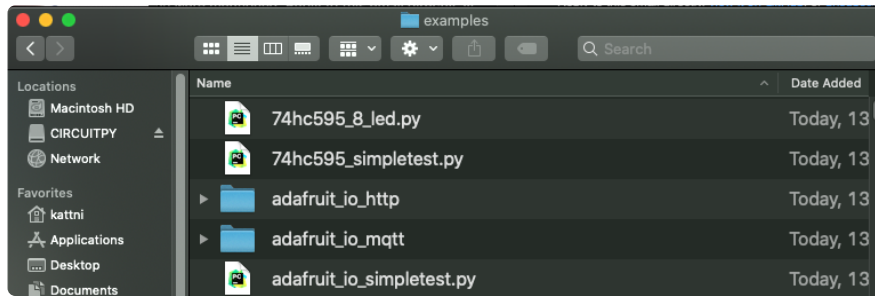 examples
Search
Locations
Macintosh HD
CIRCUITPY
Network
Favorites
kattni
Applications
Desktop
Documents
Name
Date Added
74hc595_8_led.py
Today, 13
74hc595_simpletest.py
Today, 13
adafruit_io_http
Today, 13
adafruit_io_mqtt
Today, 13
adafruit_io_simpletest.py
Today, 13